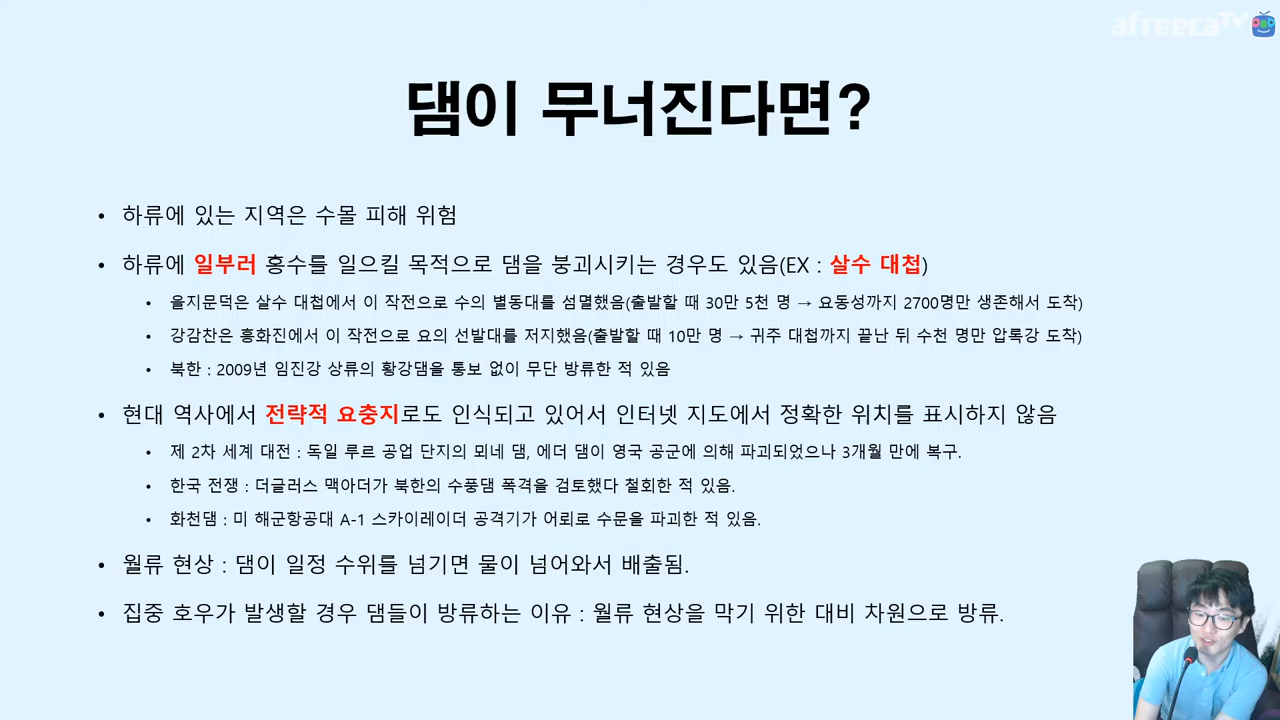 afreecaTV
댐이 무너진다면?
• 하류에 있는 지역은 수몰 피해 위험
• 하류에 일부러 홍수를 일으킬 목적으로 댐을 붕괴시키는 경우도 있음(EX : 살수 대첩)
• 을지문덕은 살수 대첩에서 이 작전으로 수의 별동대를 섬멸했음(출발할 때 30만 5천 명 → 요동성까지 2700명만 생존해서 도착)
• 강감찬은 흥화진에서 이 작전으로 요의 선발대를 저지했음(출발할 때 10만 명 → 귀주 대첩까지 끝난 뒤 수천 명만 압록강 도착)
• 북한 : 2009년 임진강 상류의 황강댐을 통보 없이 무단 방류한 적 있음
• 현대 역사에서 전략적 요충지로도 인식되고 있어서 인터넷 지도에서 정확한 위치를 표시하지 않음
• 제 2차 세계 대전 : 독일 루르 공업 단지의 뫼네 댐, 에더 댐이 영국 공군에 의해 파괴되었으나 3개월 만에 복구.
• 한국 전쟁 : 더글러스 맥아더가 북한의 수풍댐 폭격을 검토했다 철회한 적 있음.
• 화천댐 : 미 해군항공대 A-1 스카이레이더 공격기가 어뢰로 수문을 파괴한 적 있음.
• 월류 현상 : 댐이 일정 수위를 넘기면 물이 넘어와서 배출됨.
• 집중 호우가 발생할 경우 댐들이 방류하는 이유 : 월류 현상을 막기 위한 대비 차원으로 방류.